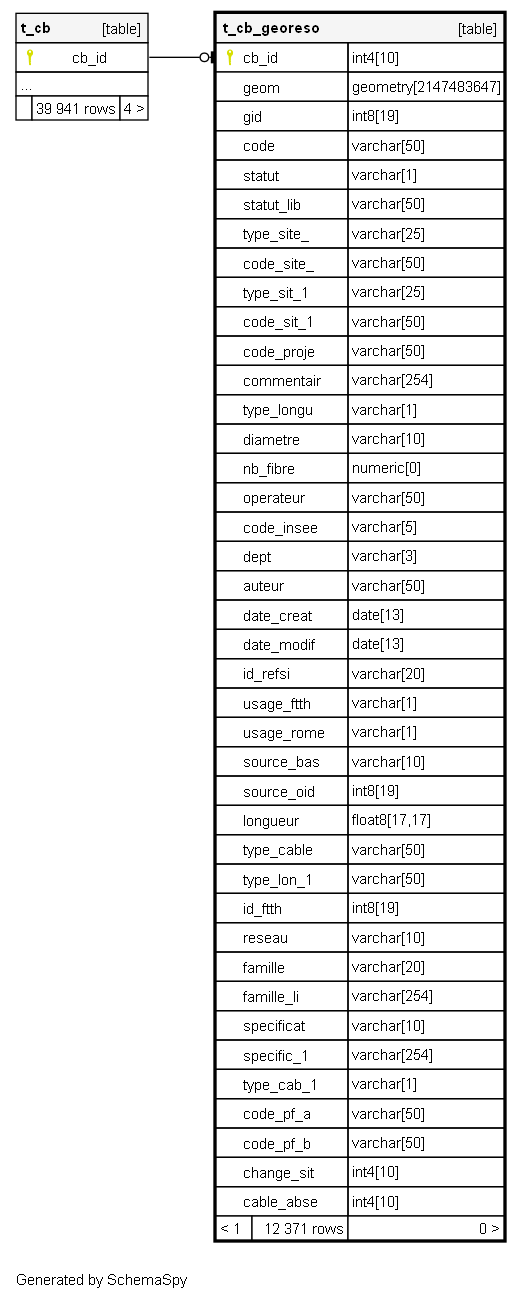 t_cb [table]
cb_id
...
39 941 rows 4 >
t_cb_georeso [table]
cb_id int4[10]
geom geometry[2147483647]
gid int8[19]
code varchar[50]
statut varchar[1]
statut_lib varchar[50]
type_site_ varchar[25]
code_site_ varchar[50]
type_sit_1 varchar[25]
code_sit_1 varchar[50]
code_proje varchar[50]
commentair varchar[254]
type_longu varchar[1]
diametre varchar[10]
nb_fibre numeric[0]
operateur varchar[50]
code_insee varchar[5]
dept varchar[3]
auteur varchar[50]
date_creat date[13]
date_modif date[13]
id_refsi varchar[20]
usage_ftth varchar[1]
usage_rome varchar[1]
source_bas varchar[10]
source_oid int8[19]
longueur float8[17,17]
type_cable varchar[50]
type_lon_1 varchar[50]
id_ftth int8[19]
reseau varchar[10]
famille varchar[20]
famille_li varchar[254]
specificat varchar[10]
specific_1 varchar[254]
type_cab_1 varchar[1]
code_pf_a varchar[50]
code_pf_b varchar[50]
change_sit int4[10]
cable_abse int4[10]
< 1 12 371 rows 0 >
Generated by SchemaSpy